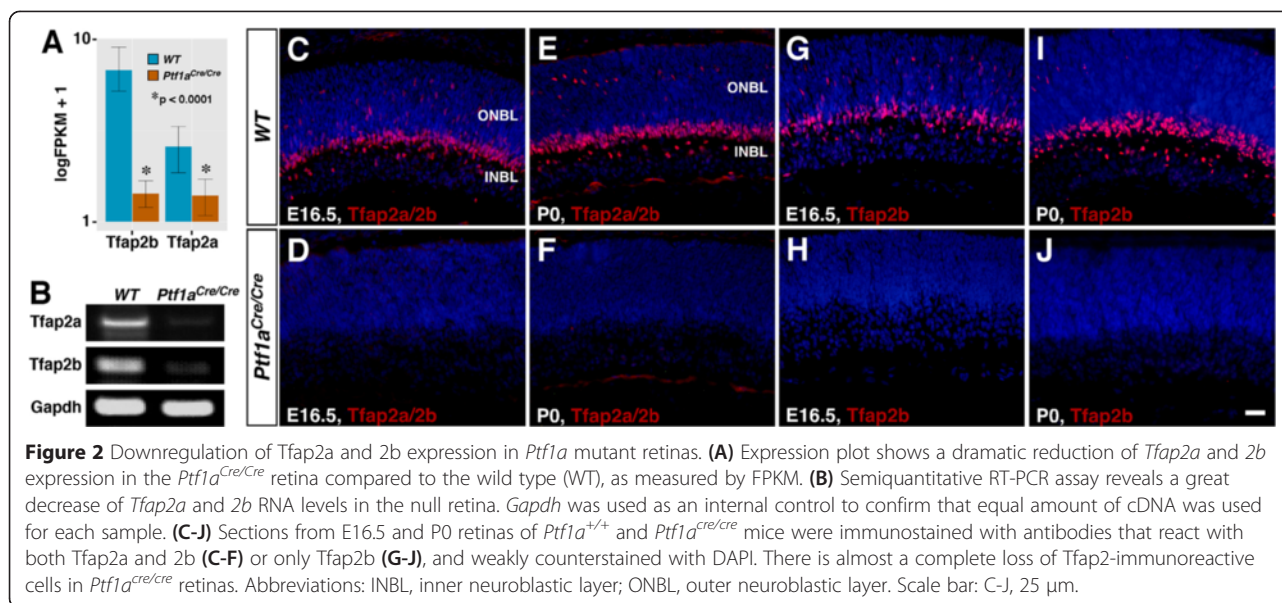 A
10
WT
Ptf1a^Cre/Cre
*p < 0.0001
logFPKM + 1
*
*
1
Tfap2b Tfap2a
B
WT Ptf1a^Cre/Cre
Tfap2a
Tfap2b
Gapdh
WT
C
ONBL
INBL
E16.5, Tfap2a/2b
E
ONBL
INBL
P0, Tfap2a/2b
G
E16.5, Tfap2b
I
P0, Tfap2b
Ptf1a^Cre/Cre
D
E16.5, Tfap2a/2b
F
P0, Tfap2a/2b
H
E16.5, Tfap2b
J
P0, Tfap2b
Figure 2 Downregulation of Tfap2a and 2b expression in Ptf1a mutant retinas. (A) Expression plot shows a dramatic reduction of Tfap2a and 2b
expression in the Ptf1a^Cre/Cre retina compared to the wild type (WT), as measured by FPKM. (B) Semiquantitative RT-PCR assay reveals a great
decrease of Tfap2a and 2b RNA levels in the null retina. Gapdh was used as an internal control to confirm that equal amount of cDNA was used
for each sample. (C-J) Sections from E16.5 and P0 retinas of Ptf1a^+/+ and Ptf1a^cre/cre mice were immunostained with antibodies that react with
both Tfap2a and 2b (C-F) or only Tfap2b (G-J), and weakly counterstained with DAPI. There is almost a complete loss of Tfap2-immunoreactive
cells in Ptf1a^cre/cre retinas. Abbreviations: INBL, inner neuroblastic layer; ONBL, outer neuroblastic layer. Scale bar: C-J, 25 μm.